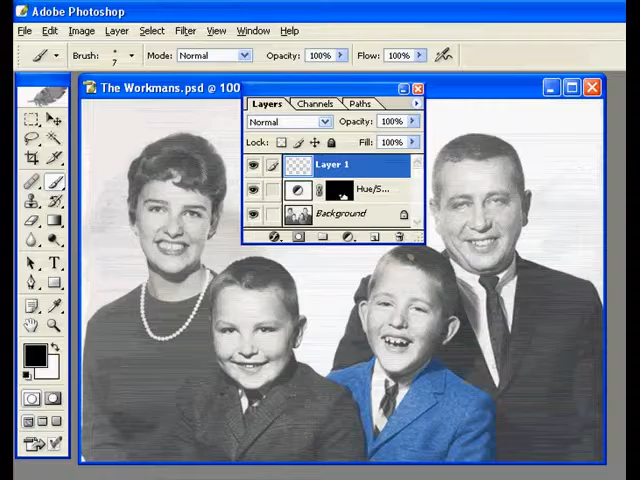 Adobe Photoshop
File Edit Image Layer Select Filter View Window Help
Brush: 7 Mode: Normal Opacity: 100% Flow: 100%
The Workmans.psd @ 100
Layers Channels Paths
Normal Opacity: 100%
Lock: Fill: 100%
Layer 1
Hue/S...
Background
T